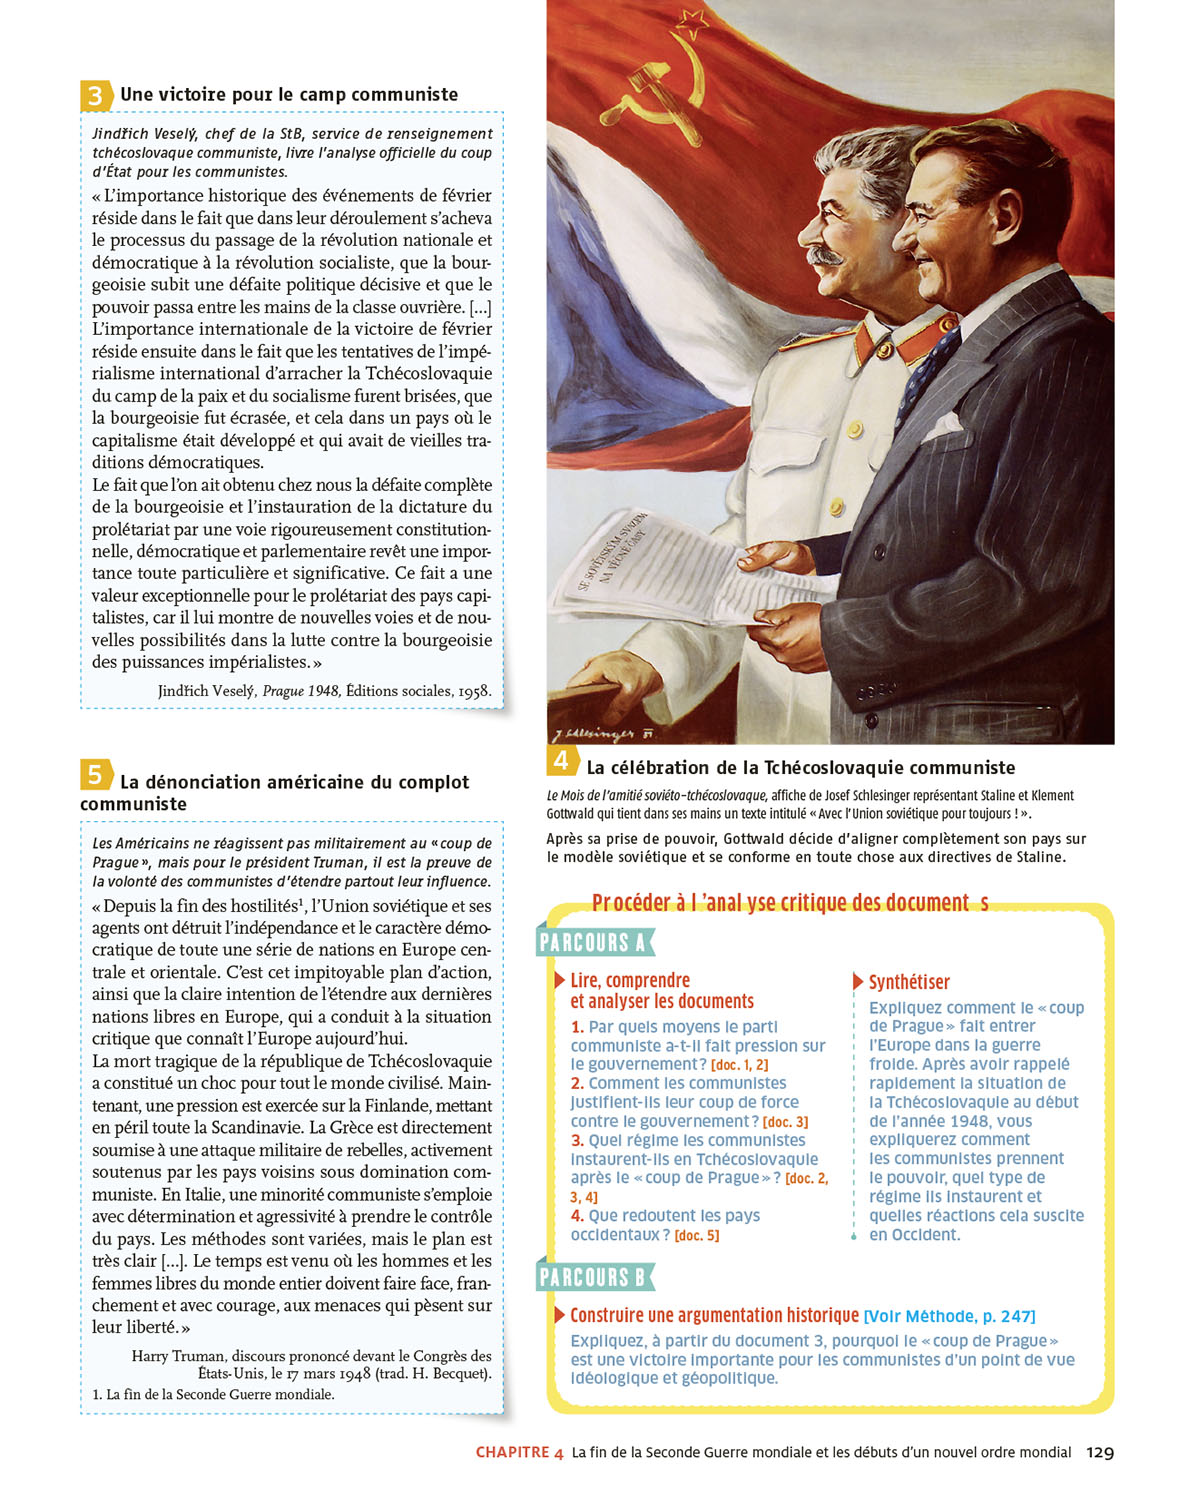 3 Une victoire pour le camp communiste
Jindřich Veselý, chef de la StB, service de renseignement
tchécoslovaque communiste, livre l'analyse officielle du coup
d'État pour les communistes.
« L'importance historique des événements de février
réside dans le fait que dans leur déroulement s'acheva
le processus du passage de la révolution nationale et
démocratique à la révolution socialiste, que la bour-
geoisie subit une défaite politique décisive et que le
pouvoir passa entre les mains de la classe ouvrière. [...]
L'importance internationale de la victoire de février
réside ensuite dans le fait que les tentatives de l'impé-
rialisme international d'arracher la Tchécoslovaquie
du camp de la paix et du socialisme furent brisées, que
la bourgeoisie fut écrasée, et cela dans un pays où le
capitalisme était développé et qui avait de vieilles tra-
ditions démocratiques.
Le fait que l'on ait obtenu chez nous la défaite complète
de la bourgeoisie et l'instauration de la dictature du
prolétariat par une voie rigoureusement constitution-
nelle, démocratique et parlementaire revêt une impor-
tance toute particulière et significative. Ce fait a une
valeur exceptionnelle pour le prolétariat des pays capi-
talistes, car il lui montre de nouvelles voies et de nou-
velles possibilités dans la lutte contre la bourgeoisie
des puissances impérialistes. »
Jindřich Veselý, Prague 1948, Éditions sociales, 1958.
5 La dénonciation américaine du complot
communiste
Les Américains ne réagissent pas militairement au « coup de
Prague », mais pour le président Truman, il est la preuve de
la volonté des communistes d'étendre partout leur influence.
« Depuis la fin des hostilités¹, l'Union soviétique et ses
agents ont détruit l'indépendance et le caractère démo-
cratique de toute une série de nations en Europe cen-
trale et orientale. C'est cet impitoyable plan d'action,
ainsi que la claire intention de l'étendre aux dernières
nations libres en Europe, qui a conduit à la situation
critique que connaît l'Europe aujourd'hui.
La mort tragique de la république de Tchécoslovaquie
a constitué un choc pour tout le monde civilisé. Main-
tenant, une pression est exercée sur la Finlande, mettant
en péril toute la Scandinavie. La Grèce est directement
soumise à une attaque militaire de rebelles, activement
soutenus par les pays voisins sous domination com-
muniste. En Italie, une minorité communiste s'emploie
avec détermination et agressivité à prendre le contrôle
du pays. Les méthodes sont variées, mais le plan est
très clair [...]. Le temps est venu où les hommes et les
femmes libres du monde entier doivent faire face, fran-
chement et avec courage, aux menaces qui pèsent sur
leur liberté. »
Harry Truman, discours prononcé devant le Congrès des
États-Unis, le 17 mars 1948 (trad. H. Becquet).
1. La fin de la Seconde Guerre mondiale.
SE SOVĚTSKÝM SVAZEM
NA VĚČNÉ ČASY
J. Schlesinger 51.
4 La célébration de la Tchécoslovaquie communiste
Le Mois de l'amitié soviéto-tchécoslovaque, affiche de Josef Schlesinger représentant Staline et Klement
Gottwald qui tient dans ses mains un texte intitulé « Avec l'Union soviétique pour toujours ! ».
Après sa prise de pouvoir, Gottwald décide d'aligner complètement son pays sur
le modèle soviétique et se conforme en toute chose aux directives de Staline.
Procéder à l'analyse critique des documents
PARCOURS A
Lire, comprendre
et analyser les documents
1. Par quels moyens le parti
communiste a-t-il fait pression sur
le gouvernement ? [doc. 1, 2]
2. Comment les communistes
justifient-ils leur coup de force
contre le gouvernement ? [doc. 3]
3. Quel régime les communistes
instaurent-ils en Tchécoslovaquie
après le « coup de Prague » ? [doc. 2,
3, 4]
4. Que redoutent les pays
occidentaux ? [doc. 5]
Synthétiser
Expliquez comment le « coup
de Prague » fait entrer
l'Europe dans la guerre
froide. Après avoir rappelé
rapidement la situation de
la Tchécoslovaquie au début
de l'année 1948, vous
expliquerez comment
les communistes prennent
le pouvoir, quel type de
régime ils instaurent et
quelles réactions cela suscite
en Occident.
PARCOURS B
Construire une argumentation historique [Voir Méthode, p. 247]
Expliquez, à partir du document 3, pourquoi le « coup de Prague »
est une victoire importante pour les communistes d'un point de vue
idéologique et géopolitique.
CHAPITRE 4 La fin de la Seconde Guerre mondiale et les débuts d'un nouvel ordre mondial 129